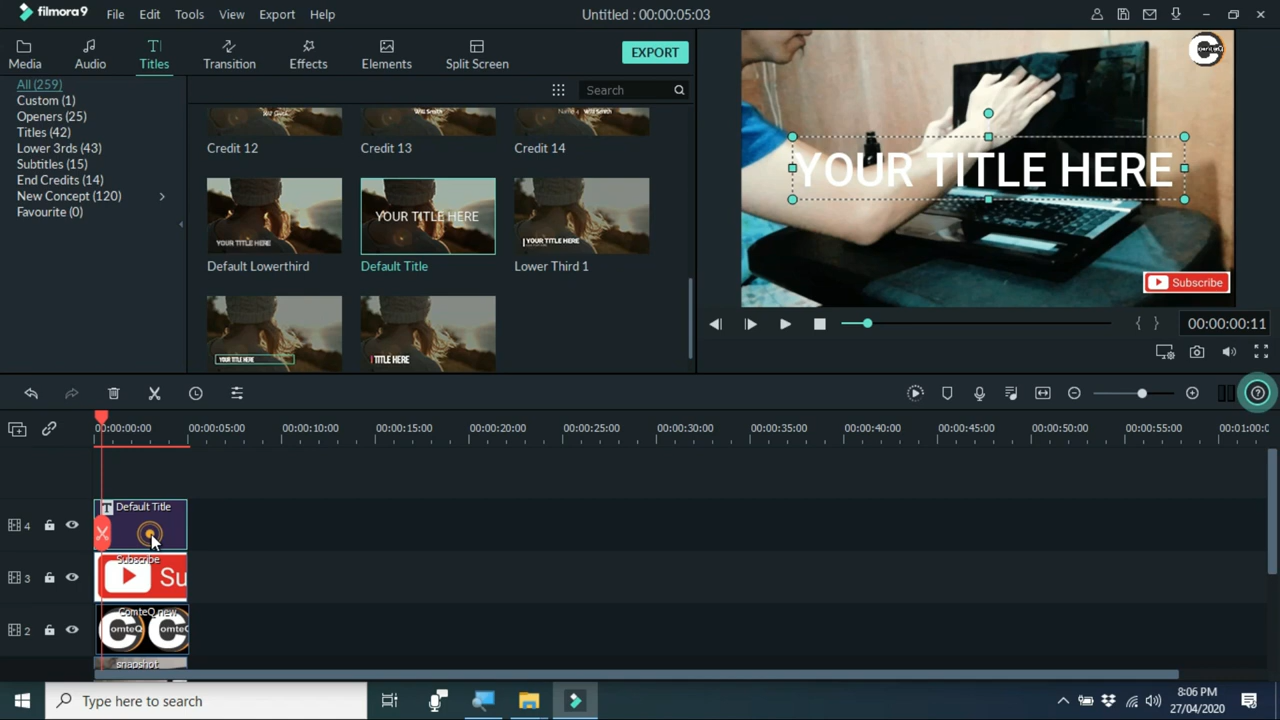 filmora9 File Edit Tools View Export Help Untitled : 00:00:05:03
Media Audio Titles Transition Effects Elements Split Screen EXPORT
All (259)
Custom (1)
Openers (25)
Titles (42)
Lower 3rds (43)
Subtitles (15)
End Credits (14)
New Concept (120)
Favourite (0)
Search
Credit 12 Credit 13 Credit 14
YOUR TITLE HERE YOUR TITLE HERE YOUR TITLE HERE
Default Lowerthird Default Title Lower Third 1
YOUR TITLE HERE TITLE HERE
ComteQ
YOUR TITLE HERE
Subscribe
{ } 00:00:00:11
00:00:00:00 00:00:05:00 00:00:10:00 00:00:15:00 00:00:20:00 00:00:25:00 00:00:30:00 00:00:35:00 00:00:40:00 00:00:45:00 00:00:50:00 00:00:55:00 00:01:00:
4 T Default Title
3 Subscribe
Su
2 ComteQ new
omteQ omteQ
snapshot
Type here to search
8:06 PM
27/04/2020